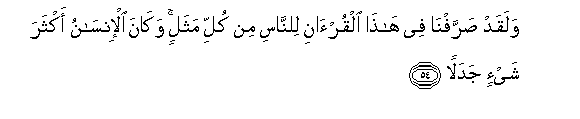 وَلَقَدْ صَرَّفْنَا فِى هَـٰذَا ٱلْقُرْءَانِ لِلنَّاسِ مِن كُلِّ مَثَلٍۢ ۚ وَكَانَ ٱلْإِنسَـٰنُ أَكْثَرَ
شَىْءٍۢ جَدَلًۭا ﴿٥٤﴾